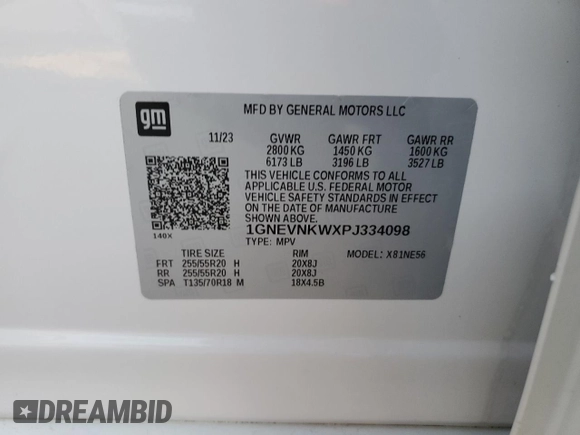 gm
MFD BY GENERAL MOTORS LLC
11/23 GVWR GAWR FRT GAWR RR
2800 KG 1450 KG 1600 KG
6173 LB 3196 LB 3527 LB
THIS VEHICLE CONFORMS TO ALL
APPLICABLE U.S. FEDERAL MOTOR
VEHICLE SAFETY STANDARDS IN EFFECT
ON THE DATE OF MANUFACTURE
SHOWN ABOVE.
140X
1GNEVNKWXPJ334098
TYPE: MPV MODEL: X81NE56
TIRE SIZE RIM
FRT 255/55R20 H 20X8J
RR 255/55R20 H 20X8J
SPA T135/70R18 M 18X4.5B
DREAMBID